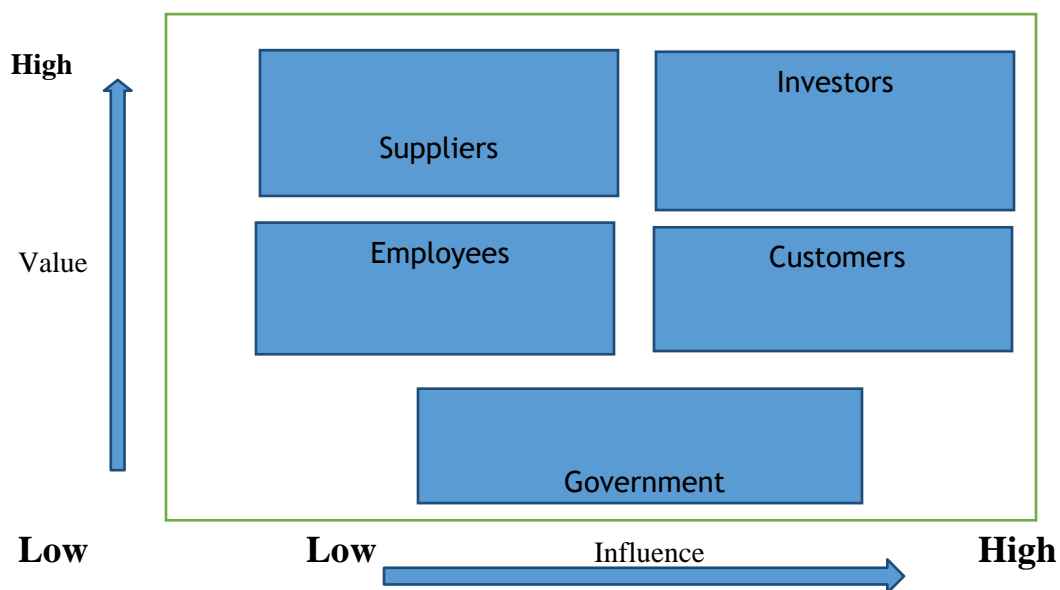 High
Investors
Suppliers
Value
Employees
Customers
Government
Low
Low
Influence
High